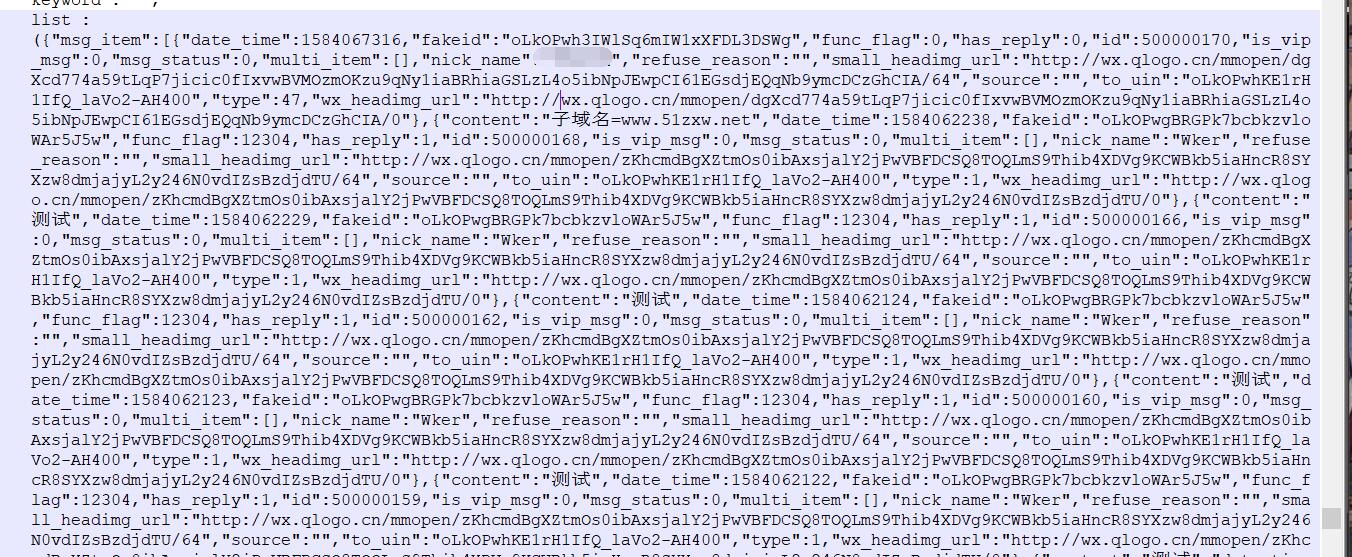 keyword : '',
list :
({"msg_item":[{"date_time":1584067316,"fakeid":"oLkOPwh3IWlSq6mIW1xXFDL3DSWg","func_flag":0,"has_reply":0,"id":500000170,"is_vip
_msg":0,"msg_status":0,"multi_item":[],"nick_name" ","refuse_reason":"","small_headimg_url":"http://wx.qlogo.cn/mmopen/dg
Xcd774a59tLqP7jicic0fIxvwBVMOzmOKzu9qNy1iaBRhiaGSLzL4o5ibNpJEwpCI61EGsdjEQqNb9ymcDCzGhCIA/64","source":"","to_uin":"oLkOPwhKE1rH
1IfQ_laVo2-AH400","type":47,"wx_headimg_url":"http://wx.qlogo.cn/mmopen/dgXcd774a59tLqP7jicic0fIxvwBVMOzmOKzu9qNy1iaBRhiaGSLzL4o
5ibNpJEwpCI61EGsdjEQqNb9ymcDCzGhCIA/0"},{"content":"子域名=www.51zxw.net","date_time":1584062238,"fakeid":"oLkOPwgBRGPk7bcbkzvlo
WAr5J5w","func_flag":12304,"has_reply":1,"id":500000168,"is_vip_msg":0,"msg_status":0,"multi_item":[],"nick_name":"Wker","refuse
_reason":"","small_headimg_url":"http://wx.qlogo.cn/mmopen/zKhcmdBgXZtmOs0ibAxsjalY2jPwVBFDCSQ8TOQLmS9Thib4XDVg9KCWBkb5iaHncR8SY
Xzw8dmjajyL2y246N0vdIZsBzdjdTU/64","source":"","to_uin":"oLkOPwhKE1rH1IfQ_laVo2-AH400","type":1,"wx_headimg_url":"http://wx.qlog
o.cn/mmopen/zKhcmdBgXZtmOs0ibAxsjalY2jPwVBFDCSQ8TOQLmS9Thib4XDVg9KCWBkb5iaHncR8SYXzw8dmjajyL2y246N0vdIZsBzdjdTU/0"},{"content":"
测试","date_time":1584062229,"fakeid":"oLkOPwgBRGPk7bcbkzvloWAr5J5w","func_flag":12304,"has_reply":1,"id":500000166,"is_vip_msg"
:0,"msg_status":0,"multi_item":[],"nick_name":"Wker","refuse_reason":"","small_headimg_url":"http://wx.qlogo.cn/mmopen/zKhcmdBgX
ZtmOs0ibAxsjalY2jPwVBFDCSQ8TOQLmS9Thib4XDVg9KCWBkb5iaHncR8SYXzw8dmjajyL2y246N0vdIZsBzdjdTU/64","source":"","to_uin":"oLkOPwhKE1r
H1IfQ_laVo2-AH400","type":1,"wx_headimg_url":"http://wx.qlogo.cn/mmopen/zKhcmdBgXZtmOs0ibAxsjalY2jPwVBFDCSQ8TOQLmS9Thib4XDVg9KCW
Bkb5iaHncR8SYXzw8dmjajyL2y246N0vdIZsBzdjdTU/0"},{"content":"测试","date_time":1584062124,"fakeid":"oLkOPwgBRGPk7bcbkzvloWAr5J5w"
,"func_flag":12304,"has_reply":1,"id":500000162,"is_vip_msg":0,"msg_status":0,"multi_item":[],"nick_name":"Wker","refuse_reason"
:"","small_headimg_url":"http://wx.qlogo.cn/mmopen/zKhcmdBgXZtmOs0ibAxsjalY2jPwVBFDCSQ8TOQLmS9Thib4XDVg9KCWBkb5iaHncR8SYXzw8dmja
jyL2y246N0vdIZsBzdjdTU/64","source":"","to_uin":"oLkOPwhKE1rH1IfQ_laVo2-AH400","type":1,"wx_headimg_url":"http://wx.qlogo.cn/mmo
pen/zKhcmdBgXZtmOs0ibAxsjalY2jPwVBFDCSQ8TOQLmS9Thib4XDVg9KCWBkb5iaHncR8SYXzw8dmjajyL2y246N0vdIZsBzdjdTU/0"},{"content":"测试","d
ate_time":1584062123,"fakeid":"oLkOPwgBRGPk7bcbkzvloWAr5J5w","func_flag":12304,"has_reply":1,"id":500000160,"is_vip_msg":0,"msg_
status":0,"multi_item":[],"nick_name":"Wker","refuse_reason":"","small_headimg_url":"http://wx.qlogo.cn/mmopen/zKhcmdBgXZtmOs0ib
AxsjalY2jPwVBFDCSQ8TOQLmS9Thib4XDVg9KCWBkb5iaHncR8SYXzw8dmjajyL2y246N0vdIZsBzdjdTU/64","source":"","to_uin":"oLkOPwhKE1rH1IfQ_la
Vo2-AH400","type":1,"wx_headimg_url":"http://wx.qlogo.cn/mmopen/zKhcmdBgXZtmOs0ibAxsjalY2jPwVBFDCSQ8TOQLmS9Thib4XDVg9KCWBkb5iaHn
cR8SYXzw8dmjajyL2y246N0vdIZsBzdjdTU/0"},{"content":"测试","date_time":1584062122,"fakeid":"oLkOPwgBRGPk7bcbkzvloWAr5J5w","func_f
lag":12304,"has_reply":1,"id":500000159,"is_vip_msg":0,"msg_status":0,"multi_item":[],"nick_name":"Wker","refuse_reason":"","sma
ll_headimg_url":"http://wx.qlogo.cn/mmopen/zKhcmdBgXZtmOs0ibAxsjalY2jPwVBFDCSQ8TOQLmS9Thib4XDVg9KCWBkb5iaHncR8SYXzw8dmjajyL2y246
N0vdIZsBzdjdTU/64","source":"","to_uin":"oLkOPwhKE1rH1IfQ_laVo2-AH400","type":1,"wx_headimg_url":"http://wx.qlogo.cn/mmopen/zKhc